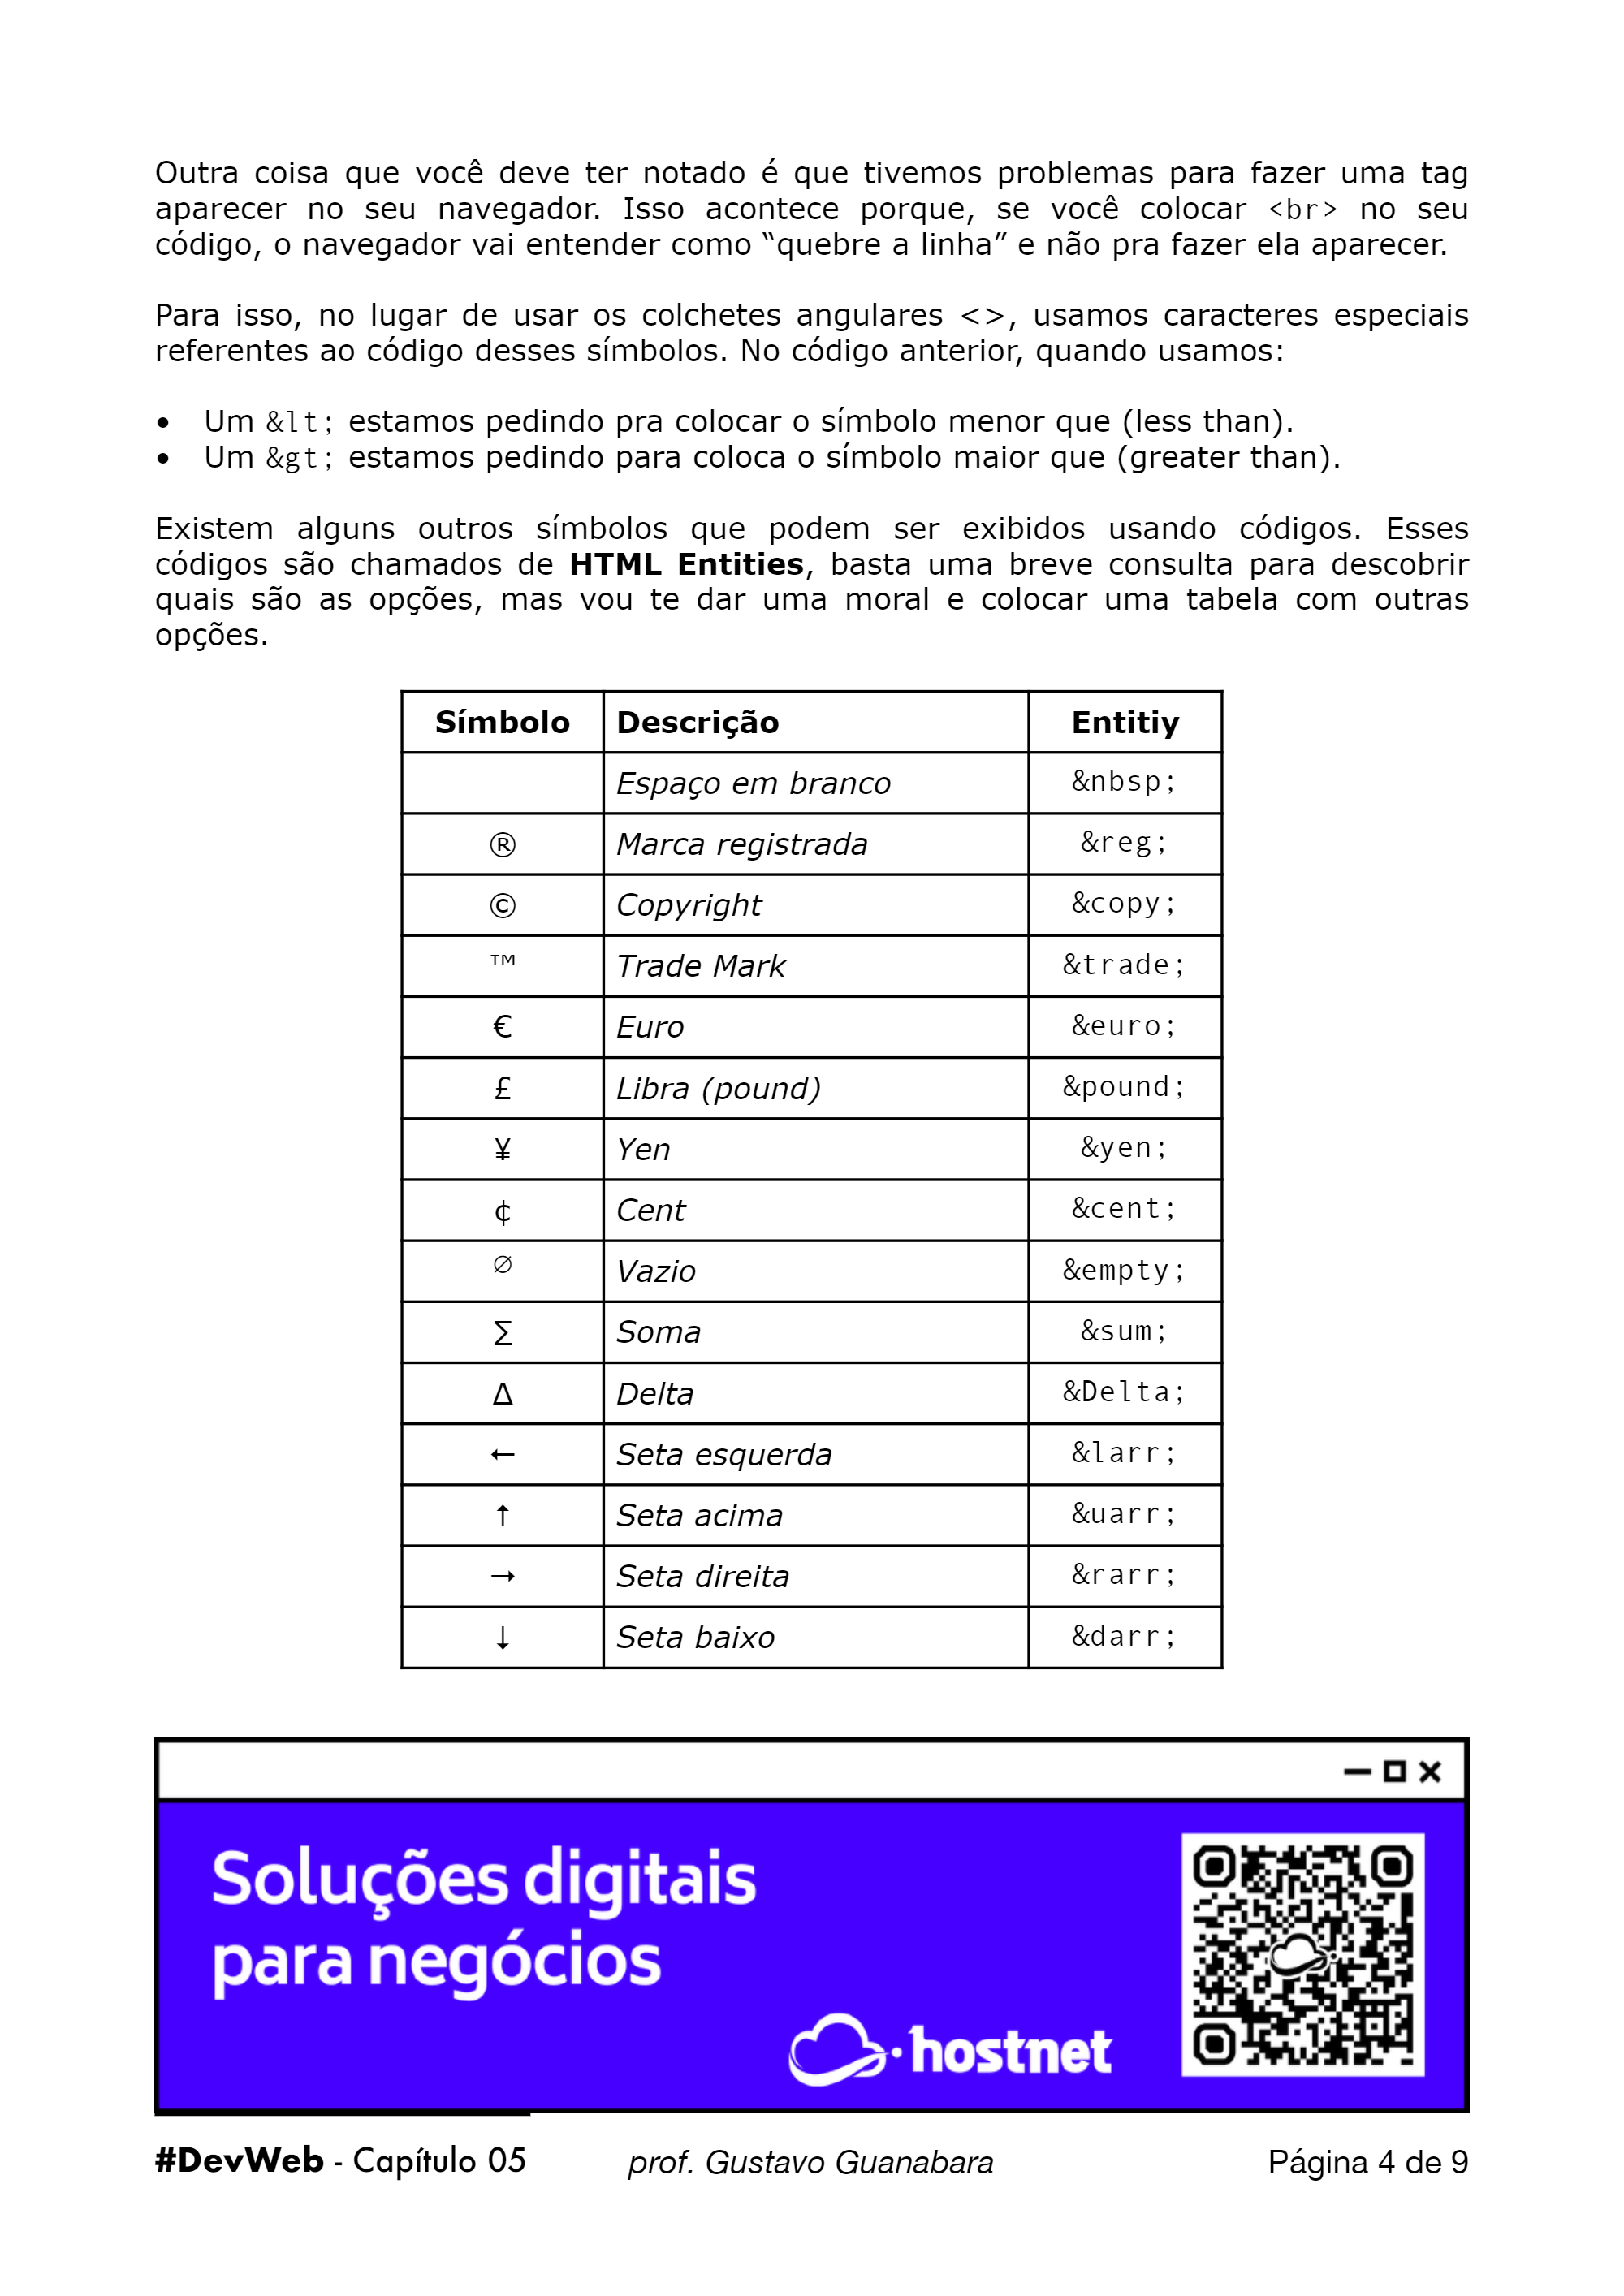 Outra coisa que você deve ter notado é que tivemos problemas para fazer uma tag
aparecer no seu navegador. Isso acontece porque, se você colocar <br> no seu
código, o navegador vai entender como “quebre a linha” e não pra fazer ela aparecer.
Para isso, no lugar de usar os colchetes angulares <>, usamos caracteres especiais
referentes ao código desses símbolos. No código anterior, quando usamos:
• Um &lt; estamos pedindo pra colocar o símbolo menor que (less than).
• Um &gt; estamos pedindo para coloca o símbolo maior que (greater than).
Existem alguns outros símbolos que podem ser exibidos usando códigos. Esses
códigos são chamados de HTML Entities, basta uma breve consulta para descobrir
quais são as opções, mas vou te dar uma moral e colocar uma tabela com outras
opções.
Símbolo Descrição Entitiy
Espaço em branco &nbsp;
® Marca registrada &reg;
© Copyright &copy;
™ Trade Mark &trade;
€ Euro &euro;
£ Libra (pound) &pound;
¥ Yen &yen;
¢ Cent &cent;
∅ Vazio &empty;
∑ Soma &sum;
Δ Delta &Delta;
← Seta esquerda &larr;
↑ Seta acima &uarr;
→ Seta direita &rarr;
↓ Seta baixo &darr;
Soluções digitais
para negócios
hostnet
#DevWeb - Capítulo 05 prof. Gustavo Guanabara Página 4 de 9